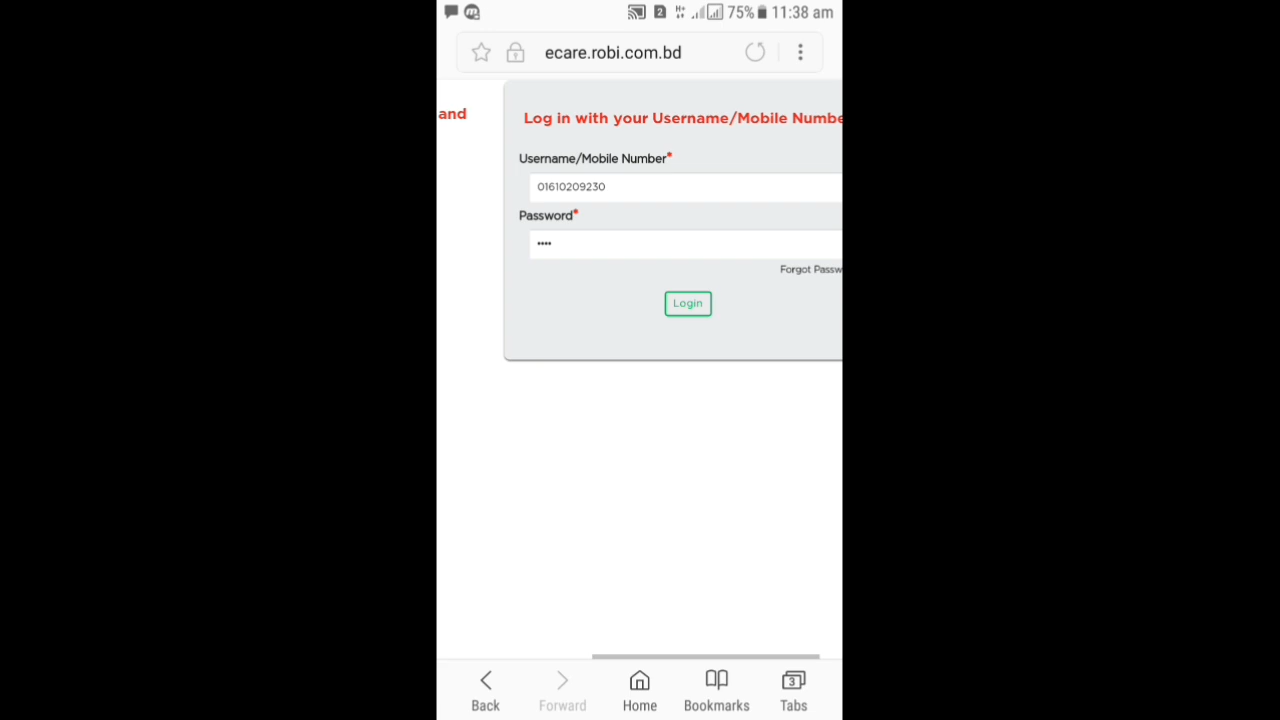 2 H+ 75% 11:38 am
ecare.robi.com.bd
and
Log in with your Username/Mobile Numbe
Username/Mobile Number*
01610209230
Password*
••••
Forgot Passw
Login
3
Back Forward Home Bookmarks Tabs